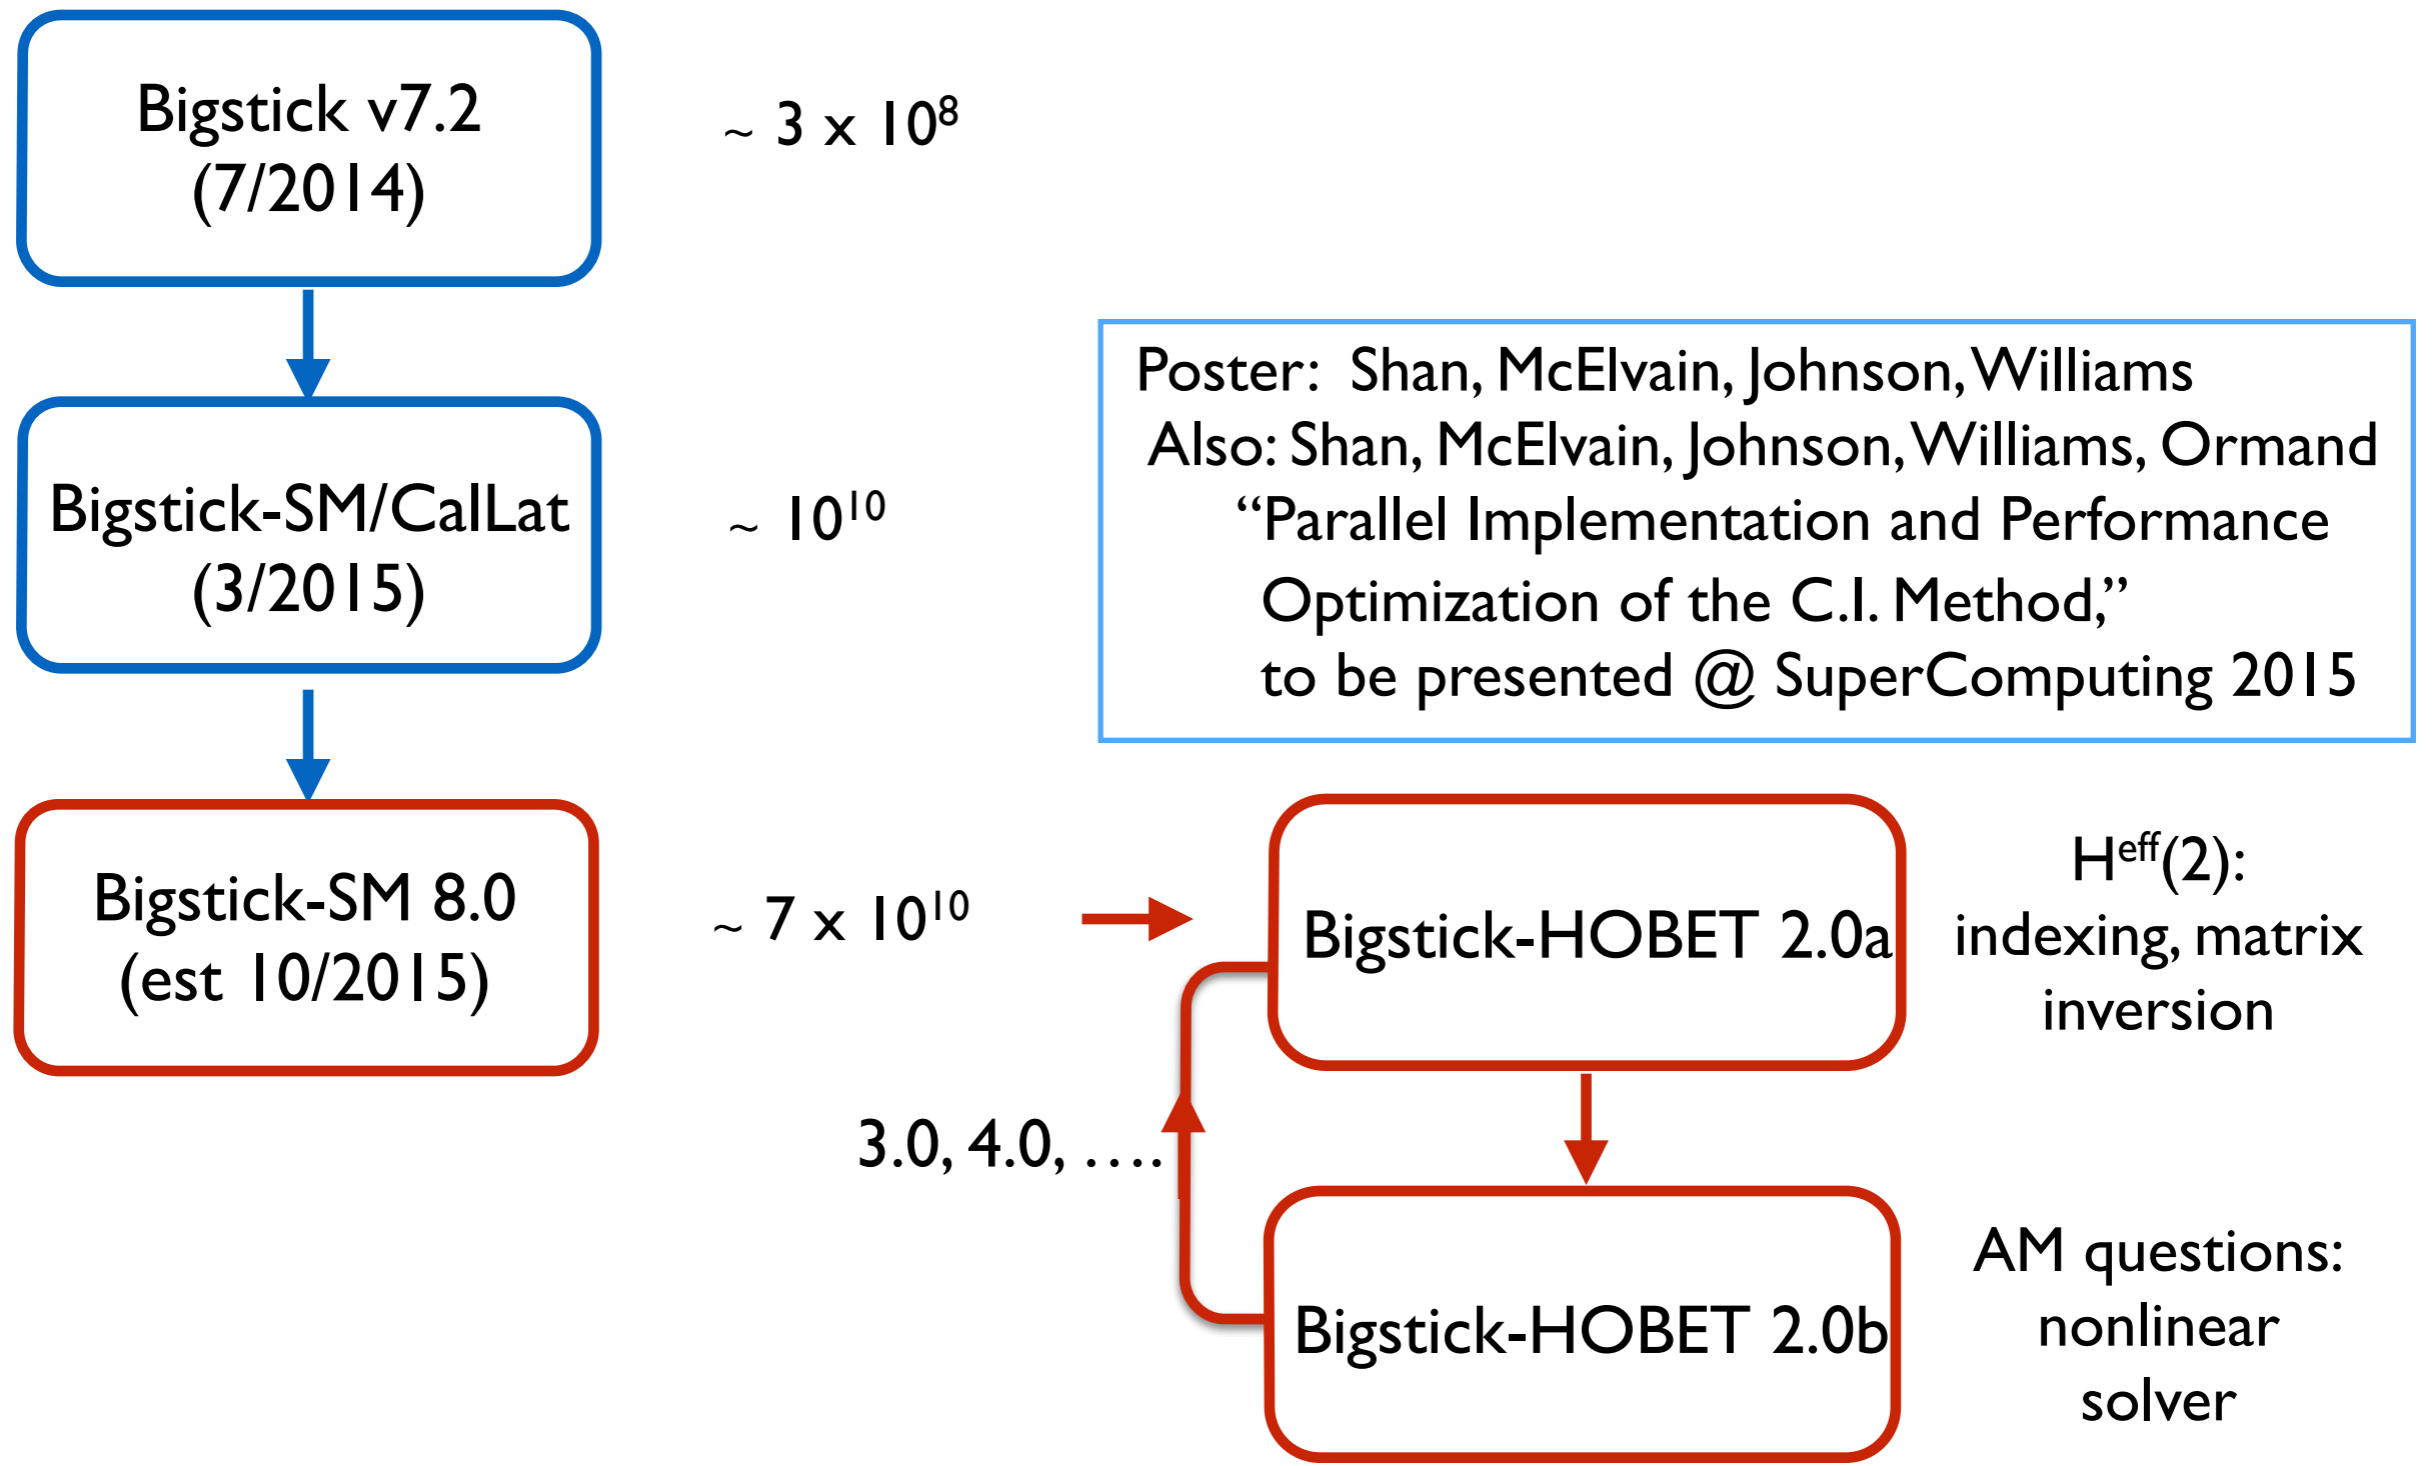 Bigstick v7.2
(7/2014)
~ 3 x 10⁸
Poster: Shan, McElvain, Johnson, Williams
Also: Shan, McElvain, Johnson, Williams, Ormand
“Parallel Implementation and Performance
Optimization of the C.I. Method,”
to be presented @ SuperComputing 2015
Bigstick-SM/CalLat
(3/2015)
~ 10¹⁰
Bigstick-SM 8.0
(est 10/2015)
~ 7 x 10¹⁰
Bigstick-HOBET 2.0a
Hᵉᶠᶠ(2):
indexing, matrix
inversion
3.0, 4.0, ….
Bigstick-HOBET 2.0b
AM questions:
nonlinear
solver